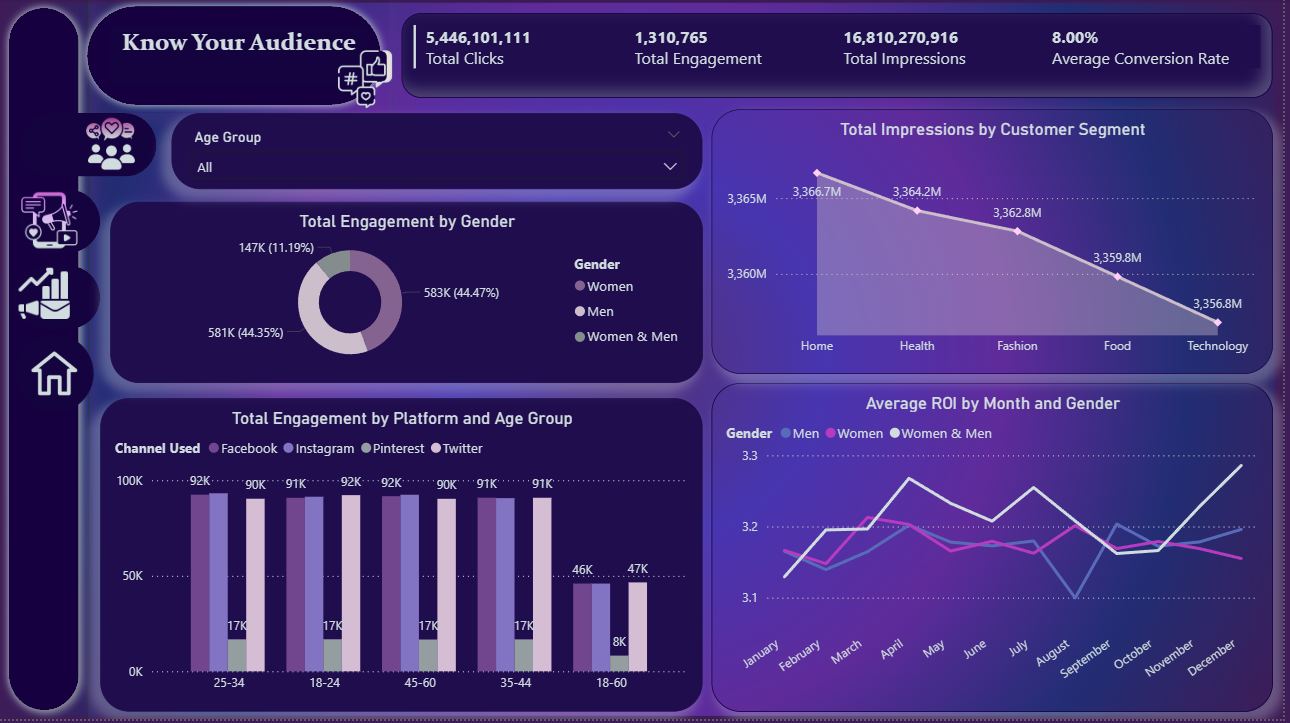 Know Your Audience
#
5,446,101,111
Total Clicks
1,310,765
Total Engagement
16,810,270,916
Total Impressions
8.00%
Average Conversion Rate
Age Group
All
Total Engagement by Gender
147K (11.19%)
583K (44.47%)
581K (44.35%)
Gender
Women
Men
Women & Men
Total Impressions by Customer Segment
3,365M
3,360M
3,366.7M
3,364.2M
3,362.8M
3,359.8M
3,356.8M
Home
Health
Fashion
Food
Technology
Total Engagement by Platform and Age Group
Channel Used Facebook Instagram Pinterest Twitter
100K
50K
0K
92K
17K
90K
91K
17K
92K
92K
17K
90K
91K
17K
91K
46K
8K
47K
25-34
18-24
45-60
35-44
18-60
Average ROI by Month and Gender
Gender Men Women Women & Men
3.3
3.2
3.1
January
February
March
April
May
June
July
August
September
October
November
December